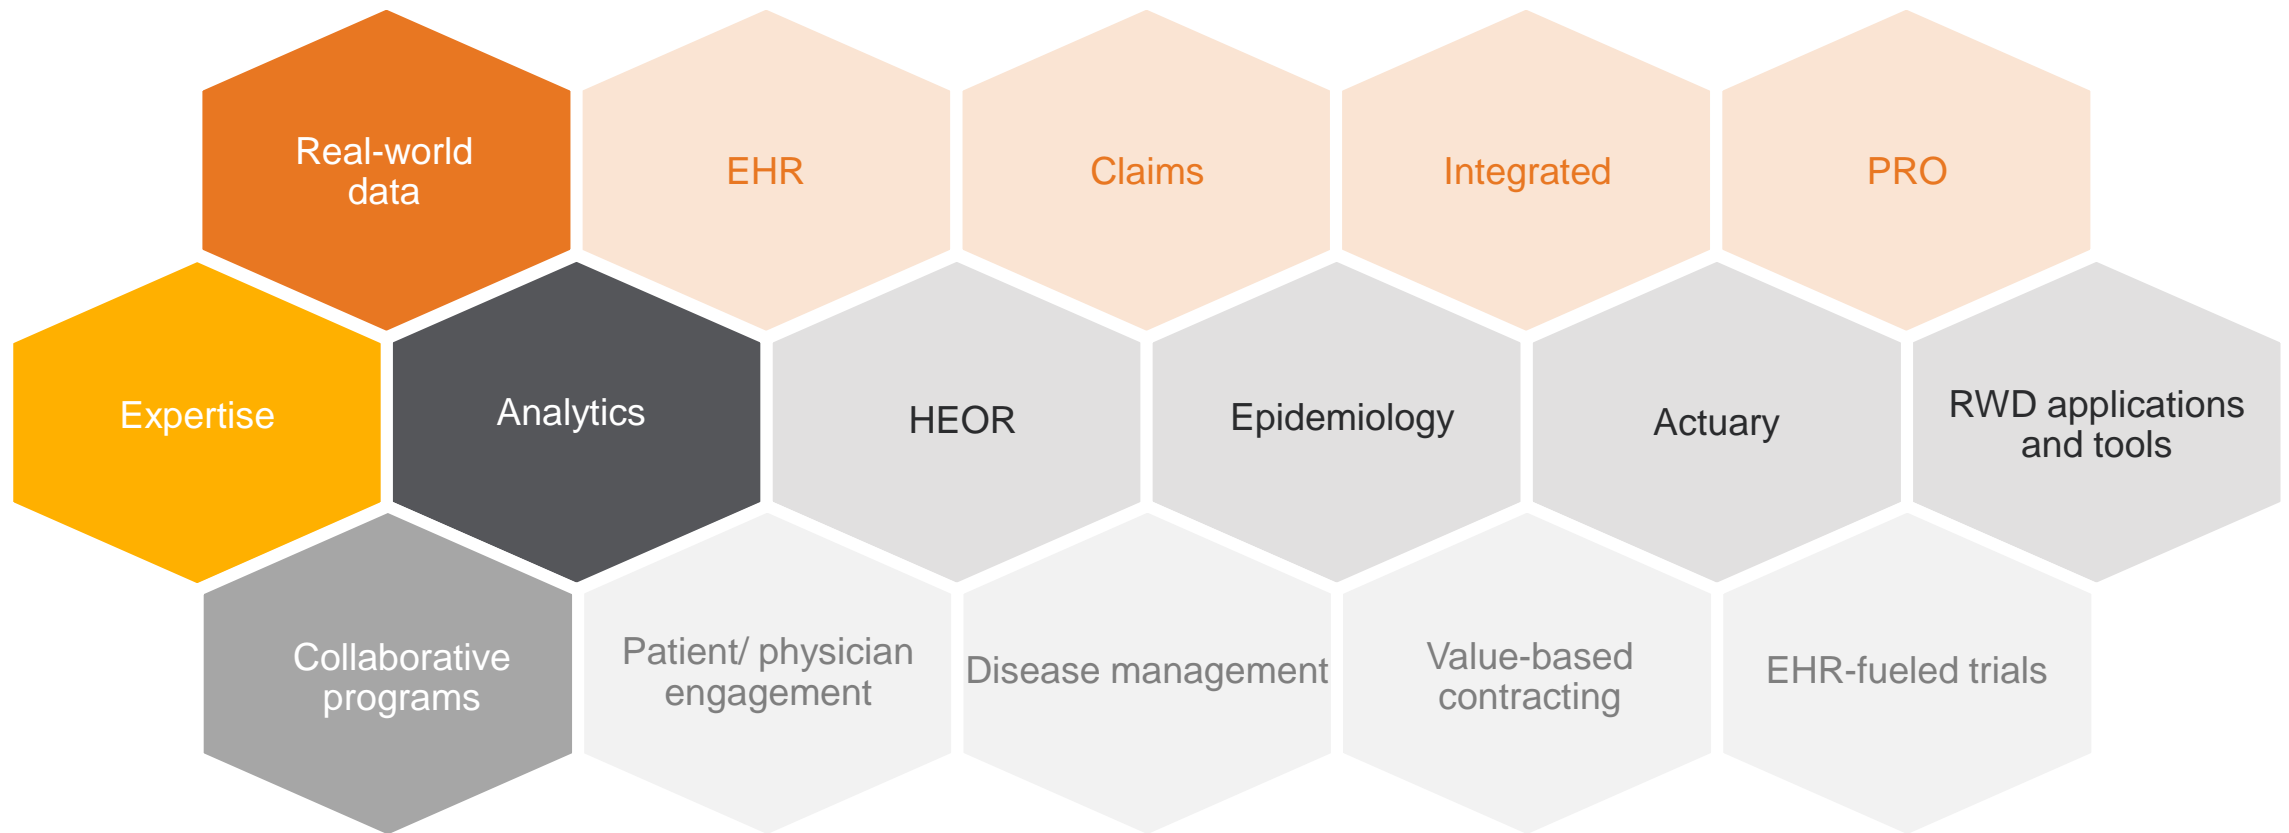 Real-world
data
EHR
Claims
Integrated
PRO
Expertise
Analytics
HEOR
Epidemiology
Actuary
RWD applications
and tools
Collaborative
programs
Patient/ physician
engagement
Disease management
Value-based
contracting
EHR-fueled trials